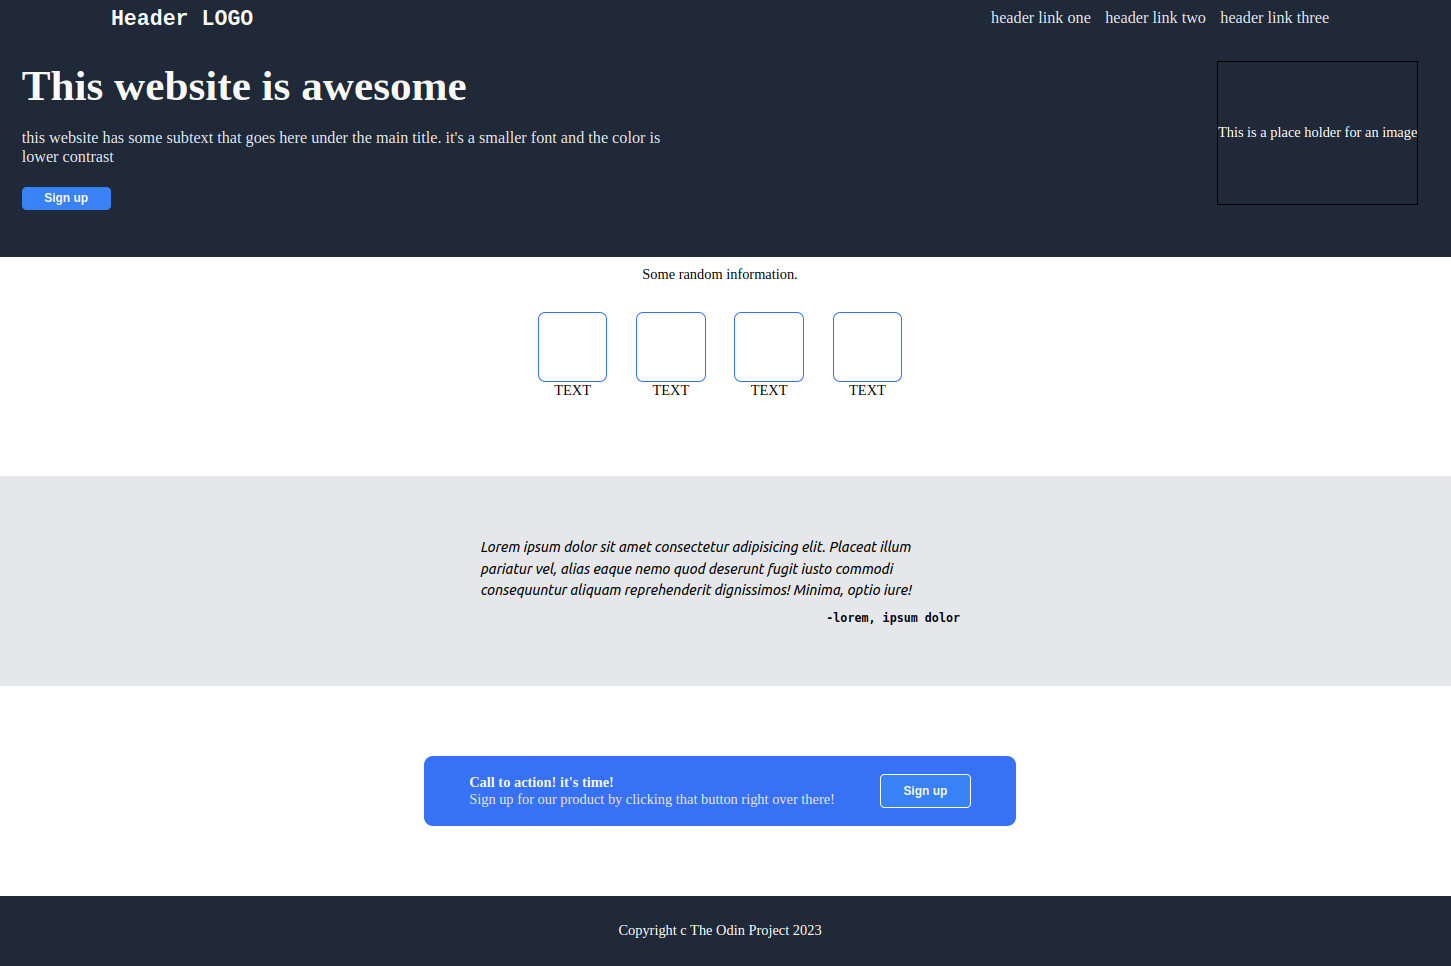 Header LOGO
header link one header link two header link three
This website is awesome
this website has some subtext that goes here under the main title. it's a smaller font and the color is
lower contrast
Sign up
This is a place holder for an image
Some random information.
TEXT TEXT TEXT TEXT
Lorem ipsum dolor sit amet consectetur adipisicing elit. Placeat illum
pariatur vel, alias eaque nemo quod deserunt fugit iusto commodi
consequuntur aliquam reprehenderit dignissimos! Minima, optio iure!
-lorem, ipsum dolor
Call to action! it's time!
Sign up for our product by clicking that button right over there!
Sign up
Copyright c The Odin Project 2023